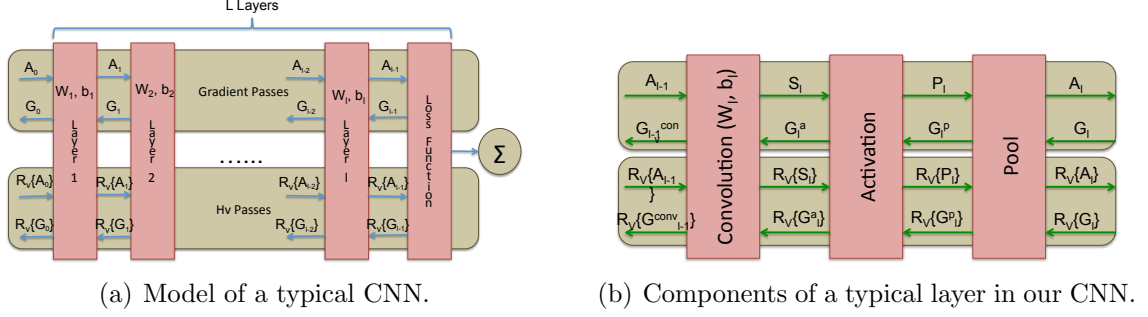 L Layers
A₀ A₁ Aₗ₋₂ Aₗ₋₁
W₁, b₁ W₂, b₂ Gradient Passes Wₗ, bₗ
G₀ G₁ Gₗ₋₂ Gₗ₋₁
Layer 1
Layer 2
Layer l
Loss Function
......
Σ
Rᵥ{A₀} Rᵥ{A₁} Rᵥ{Aₗ₋₂} Rᵥ{Aₗ₋₁}
Hv Passes
Rᵥ{G₀} Rᵥ{G₁} Rᵥ{Gₗ₋₂} Rᵥ{Gₗ₋₁}
(a) Model of a typical CNN.
Aₗ₋₁ Sₗ Pₗ Aₗ
Gₗ₋₁^conv Gₗᵃ Gₗᵖ Gₗ
Convolution (Wₗ, bₗ)
Activation
Pool
Rᵥ{Aₗ₋₁} Rᵥ{Sₗ} Rᵥ{Pₗ} Rᵥ{Aₗ}
Rᵥ{G^convₗ₋₁} Rᵥ{Gᵃₗ} Rᵥ{Gᵖₗ} Rᵥ{Gₗ}
(b) Components of a typical layer in our CNN.